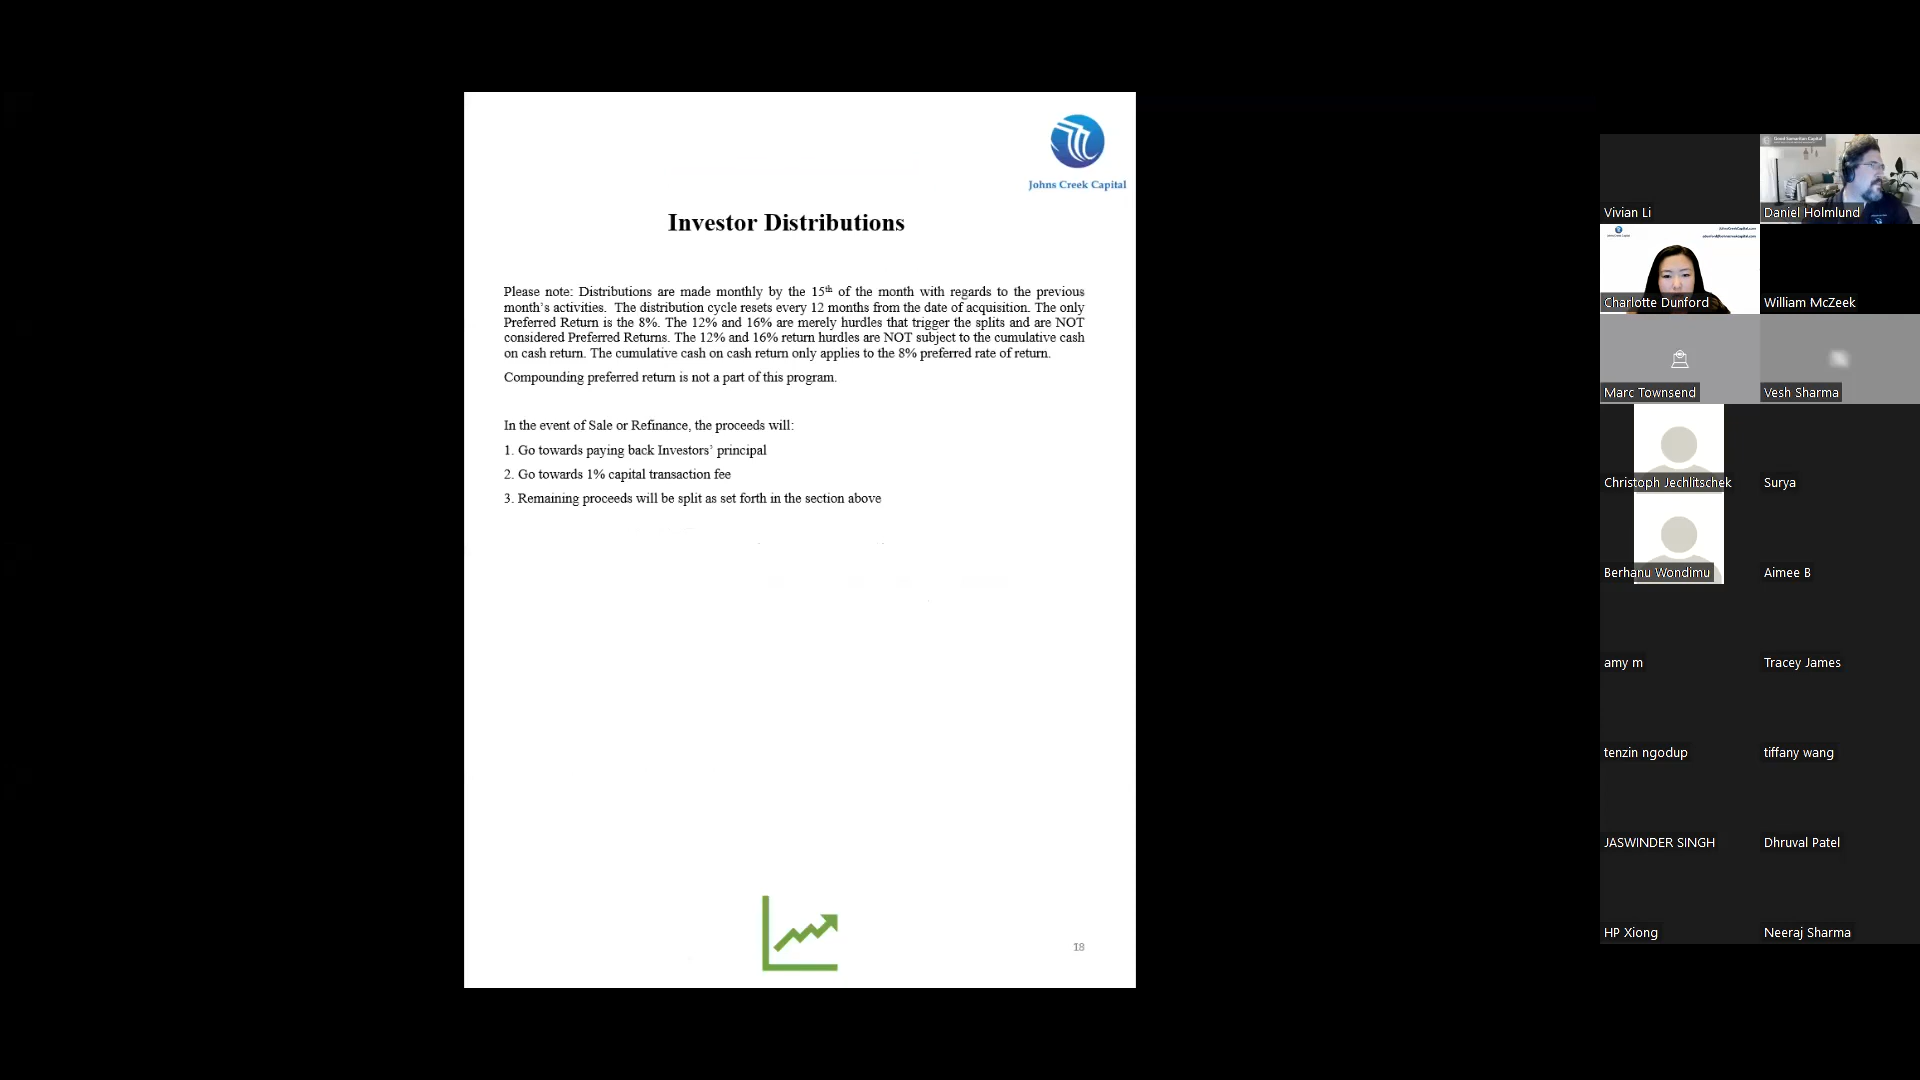 Johns Creek Capital
Investor Distributions
Please note: Distributions are made monthly by the 15th of the month with regards to the previous
month's activities. The distribution cycle resets every 12 months from the date of acquisition. The only
Preferred Return is the 8%. The 12% and 16% are merely hurdles that trigger the splits and are NOT
considered Preferred Returns. The 12% and 16% return hurdles are NOT subject to the cumulative cash
on cash return. The cumulative cash on cash return only applies to the 8% preferred rate of return.
Compounding preferred return is not a part of this program.
In the event of Sale or Refinance, the proceeds will:
1. Go towards paying back Investors' principal
2. Go towards 1% capital transaction fee
3. Remaining proceeds will be split as set forth in the section above
18
Vivian Li
Daniel Holmlund
Charlotte Dunford
William McZeek
Marc Townsend
Vesh Sharma
Christoph Jechlitschek
Surya
Berhanu Wondimu
Aimee B
amy m
Tracey James
tenzin ngodup
tiffany wang
JASWINDER SINGH
Dhruval Patel
HP Xiong
Neeraj Sharma